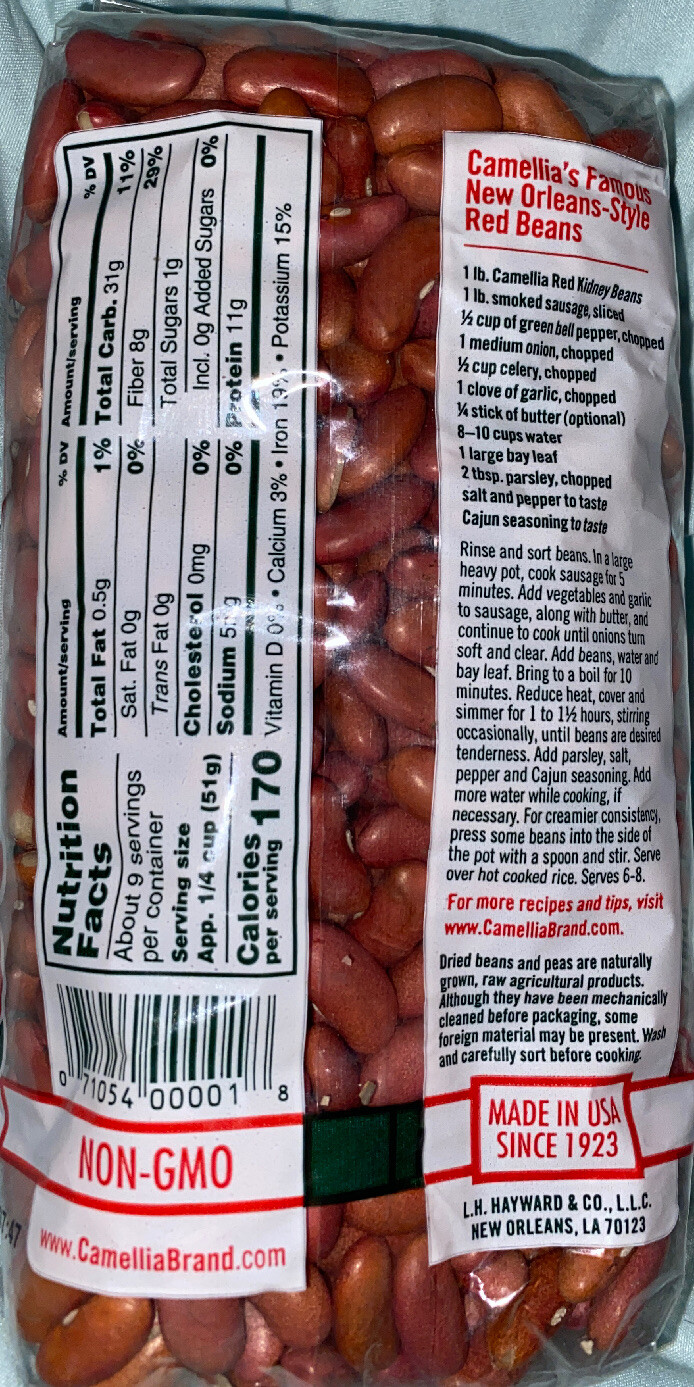 Nutrition
Facts
About 9 servings
per container
Serving size
App. 1/4 cup (51g)
Calories 170
per serving
Amount/serving % DV
Total Fat 0.5g 1%
Sat. Fat 0g 0%
Trans Fat 0g
Cholesterol 0mg 0%
Sodium 0%
Amount/serving % DV
Total Carb. 31g 11%
Fiber 8g 29%
Total Sugars 1g
Incl. 0g Added Sugars 0%
Protein 11g
Vitamin D 0% • Calcium 3% • Iron • Potassium 15%
0 71054 00001 8
NON-GMO
www.CamelliaBrand.com
Camellia's Famous
New Orleans-Style
Red Beans
1 lb. Camellia Red Kidney Beans
1 lb. smoked sausage, sliced
½ cup of green bell pepper, chopped
1 medium onion, chopped
½ cup celery, chopped
1 clove of garlic, chopped
¼ stick of butter (optional)
8–10 cups water
1 large bay leaf
2 tbsp. parsley, chopped
salt and pepper to taste
Cajun seasoning to taste
Rinse and sort beans. In a large
heavy pot, cook sausage for 5
minutes. Add vegetables and garlic
to sausage, along with butter, and
continue to cook until onions turn
soft and clear. Add beans, water and
bay leaf. Bring to a boil for 10
minutes. Reduce heat, cover and
simmer for 1 to 1½ hours, stirring
occasionally, until beans are desired
tenderness. Add parsley, salt,
pepper and Cajun seasoning. Add
more water while cooking, if
necessary. For creamier consistency,
press some beans into the side of
the pot with a spoon and stir. Serve
over hot cooked rice. Serves 6-8.
For more recipes and tips, visit
www.CamelliaBrand.com.
Dried beans and peas are naturally
grown, raw agricultural products.
Although they have been mechanically
cleaned before packaging, some
foreign material may be present. Wash
and carefully sort before cooking.
MADE IN USA
SINCE 1923
L.H. HAYWARD & CO., L.L.C.
NEW ORLEANS, LA 70123